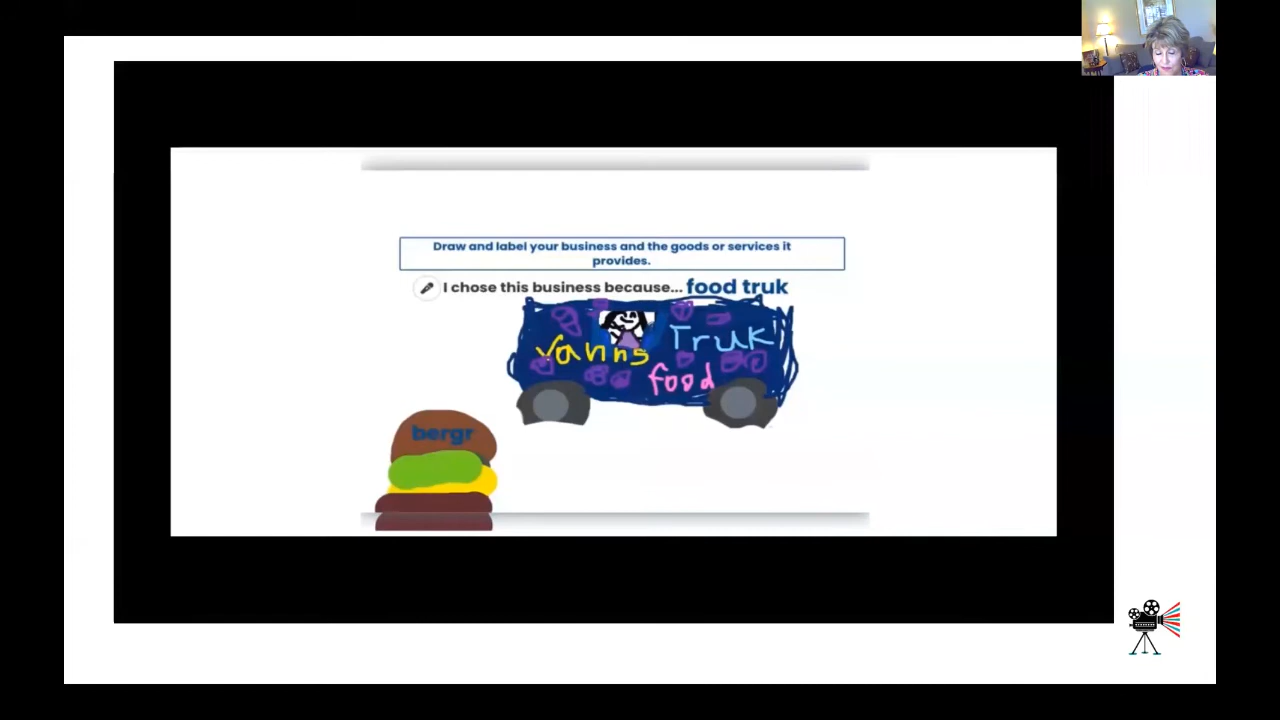 Draw and label your business and the goods or services it
provides.
I chose this business because... food truk
Truk
Vanns
food
bergr